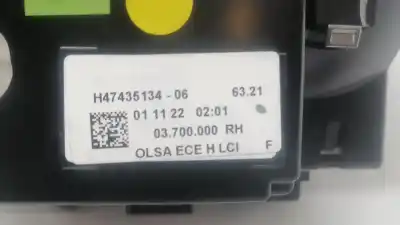 H47435134 - 06 63.21
01 11 22 02:01
03.700.000 RH
OLSA ECE H LCI F